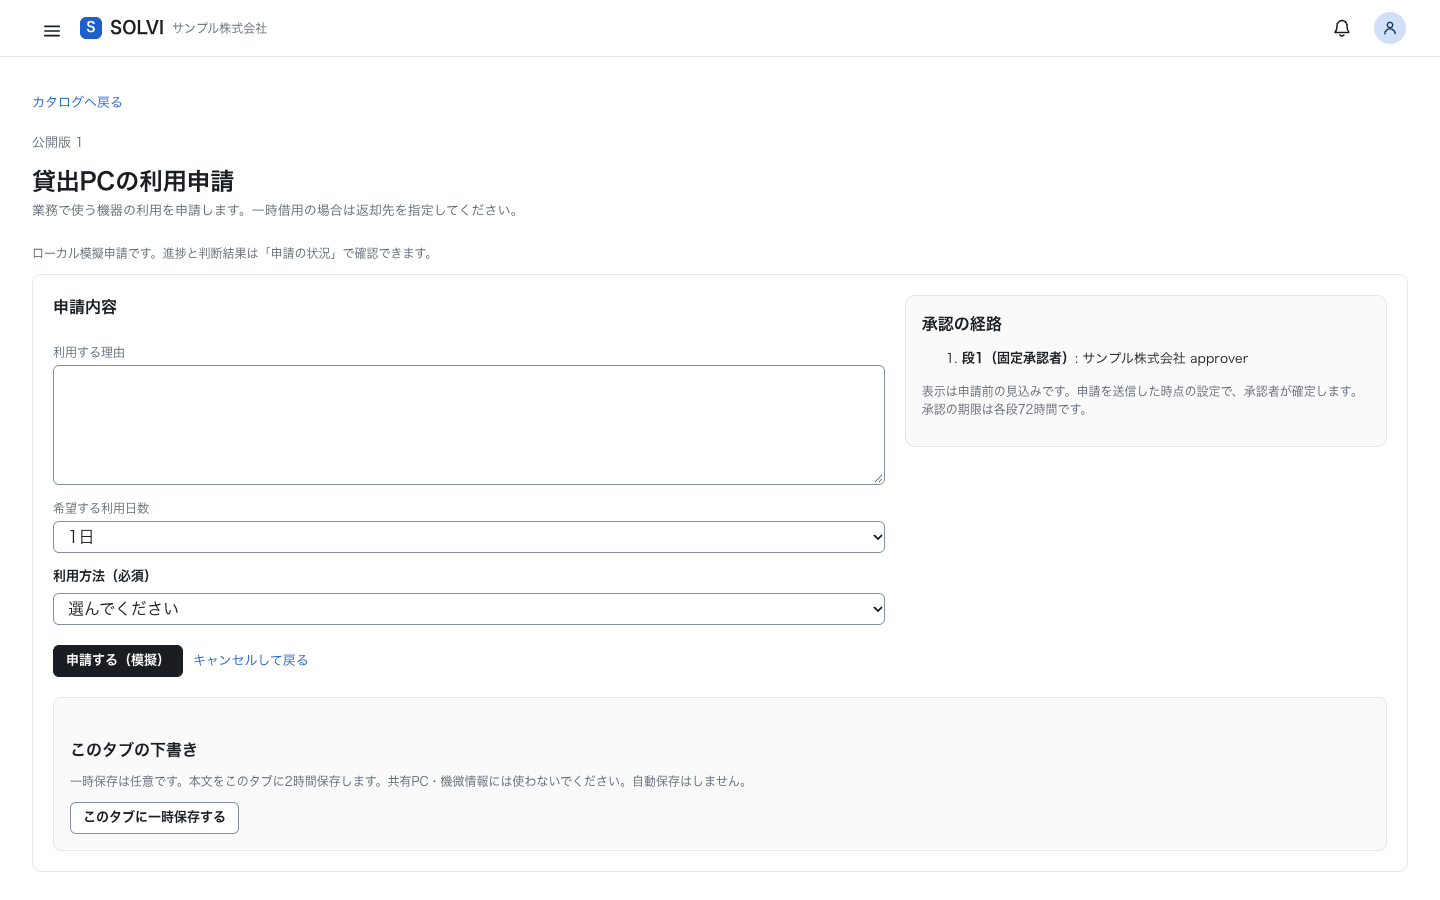 S SOLVI サンプル株式会社
カタログへ戻る
公開版 1
貸出PCの利用申請
業務で使う機器の利用を申請します。一時借用の場合は返却先を指定してください。
ローカル模擬申請です。進捗と判断結果は「申請の状況」で確認できます。
申請内容
利用する理由
希望する利用日数
1日
利用方法（必須）
選んでください
申請する（模擬） キャンセルして戻る
承認の経路
1. 段1（固定承認者）: サンプル株式会社 approver
表示は申請前の見込みです。申請を送信した時点の設定で、承認者が確定します。
承認の期限は各段72時間です。
このタブの下書き
一時保存は任意です。本文をこのタブに2時間保存します。共有PC・機微情報には使わないでください。自動保存はしません。
このタブに一時保存する